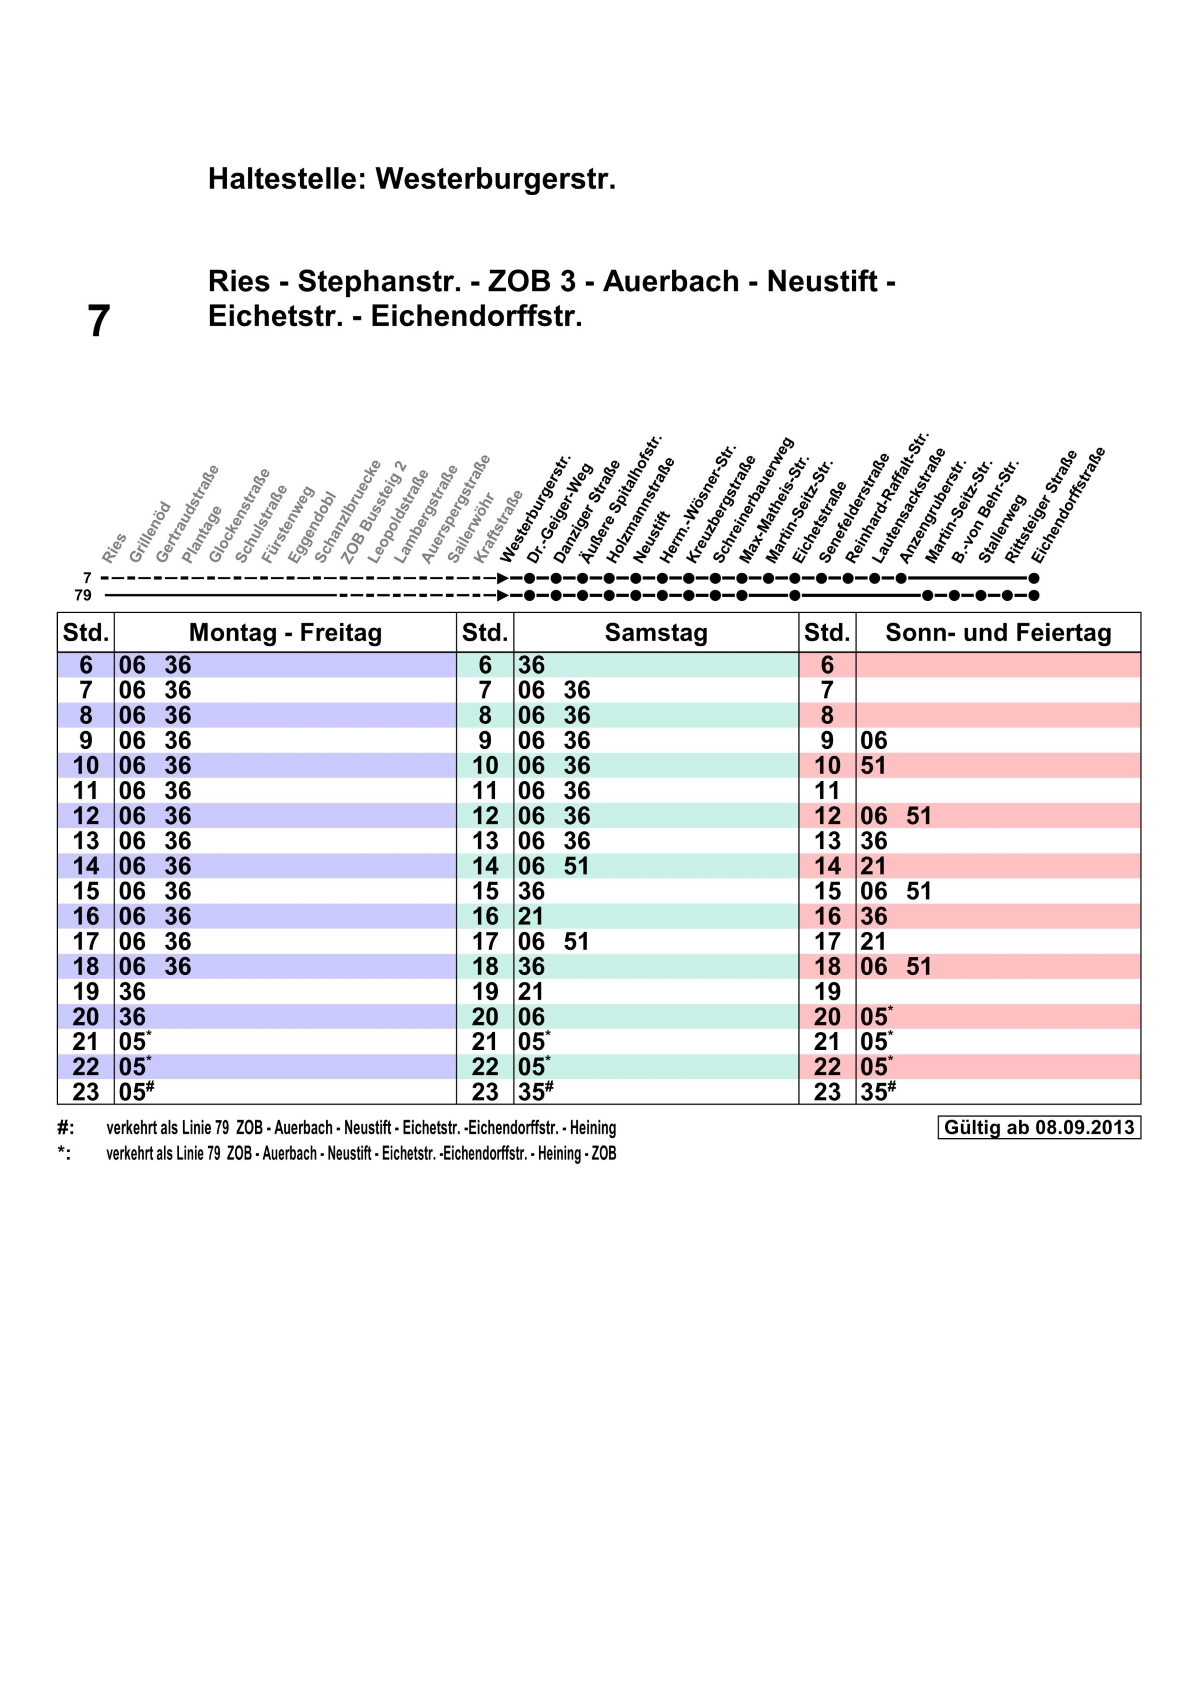 Haltestelle: Westerburgerstr.
7
Ries - Stephanstr. - ZOB 3 - Auerbach - Neustift -
Eichetstr. - Eichendorffstr.
Ries
Grillenöd
Gertraudstraße
Plantage
Glockenstraße
Schulstraße
Fürstenweg
Eggendobl
Schanzlbruecke
ZOB Bussteig 2
Leopoldstraße
Lambergstraße
Auerspergstraße
Sailerwöhr
Kraftstraße
Westerburgerstr.
Dr.-Geiger-Weg
Danziger Straße
Äußere Spitalhofstr.
Holzmannstraße
Neustift
Herm.-Wösner-Str.
Kreuzbergstraße
Schreinerbauerweg
Max-Matheis-Str.
Martin-Seitz-Str.
Eichetstraße
Senefelderstraße
Reinhard-Raffalt-Str.
Lautensackstraße
Anzengruberstr.
Martin-Seitz-Str.
B.-von Behr-Str.
Stallerweg
Rittsteiger Straße
Eichendorffstraße
7
79
Std. Montag - Freitag Std. Samstag Std. Sonn- und Feiertag
6 06 36 6 36 6
7 06 36 7 06 36 7
8 06 36 8 06 36 8
9 06 36 9 06 36 9 06
10 06 36 10 06 36 10 51
11 06 36 11 06 36 11
12 06 36 12 06 36 12 06 51
13 06 36 13 06 36 13 36
14 06 36 14 06 51 14 21
15 06 36 15 36 15 06 51
16 06 36 16 21 16 36
17 06 36 17 06 51 17 21
18 06 36 18 36 18 06 51
19 36 19 21 19
20 36 20 06 20 05*
21 05* 21 05* 21 05*
22 05* 22 05* 22 05*
23 05# 23 35# 23 35#
#: verkehrt als Linie 79 ZOB - Auerbach - Neustift - Eichetstr. -Eichendorffstr. - Heining
Gültig ab 08.09.2013
*: verkehrt als Linie 79 ZOB - Auerbach - Neustift - Eichetstr. -Eichendorffstr. - Heining - ZOB